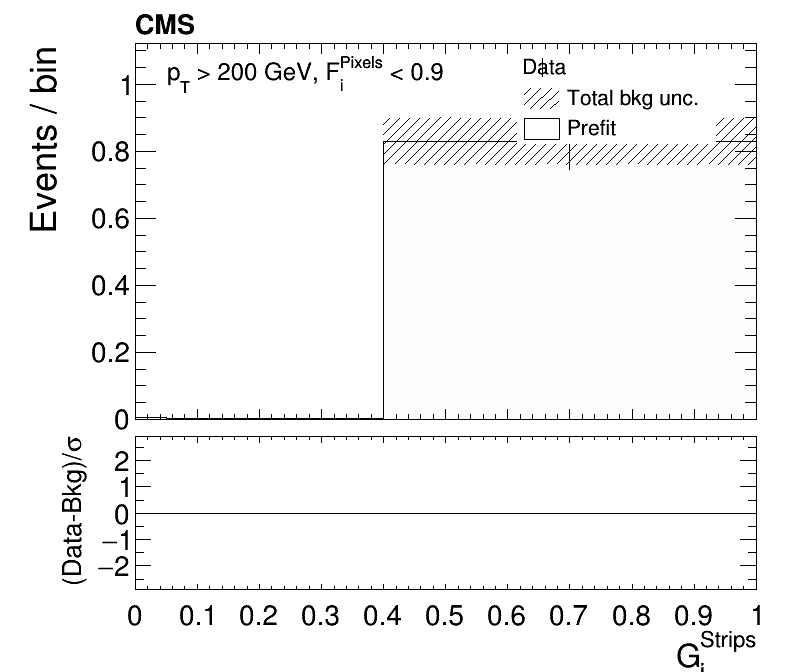 CMS
Events / bin
p_T > 200 GeV, F_i^Pixels < 0.9
Data
Total bkg unc.
Prefit
1
0.8
0.6
0.4
0.2
0
(Data-Bkg)/σ
2
1
0
−1
−2
0 0.1 0.2 0.3 0.4 0.5 0.6 0.7 0.8 0.9 1
G_i^Strips